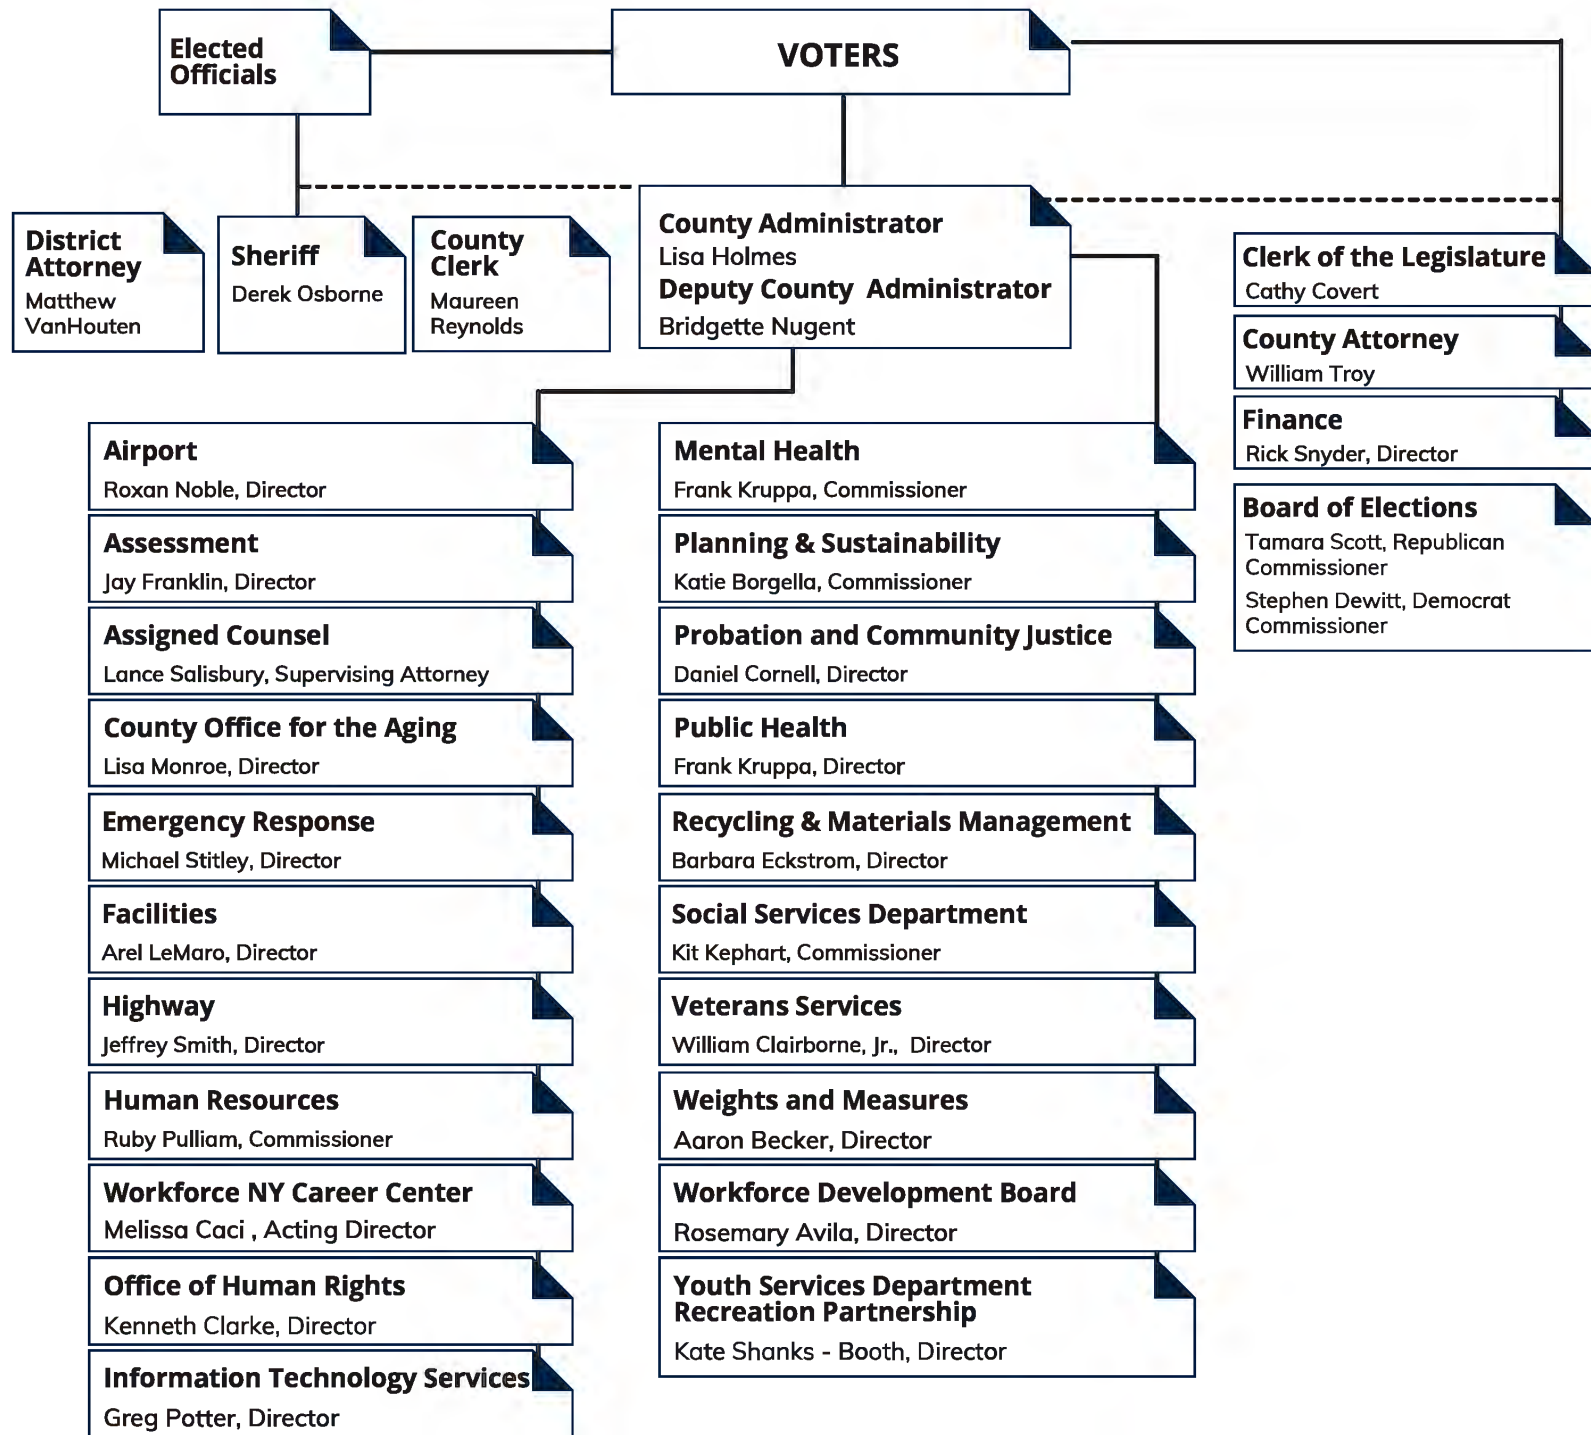 Elected
Officials
VOTERS
District
Attorney
Matthew
VanHouten
Sheriff
Derek Osborne
County
Clerk
Maureen
Reynolds
County Administrator
Lisa Holmes
Deputy County Administrator
Bridgette Nugent
Clerk of the Legislature
Cathy Covert
County Attorney
William Troy
Finance
Rick Snyder, Director
Board of Elections
Tamara Scott, Republican
Commissioner
Stephen Dewitt, Democrat
Commissioner
Airport
Roxan Noble, Director
Assessment
Jay Franklin, Director
Assigned Counsel
Lance Salisbury, Supervising Attorney
County Office for the Aging
Lisa Monroe, Director
Emergency Response
Michael Stitley, Director
Facilities
Arel LeMaro, Director
Highway
Jeffrey Smith, Director
Human Resources
Ruby Pulliam, Commissioner
Workforce NY Career Center
Melissa Caci , Acting Director
Office of Human Rights
Kenneth Clarke, Director
Information Technology Services
Greg Potter, Director
Mental Health
Frank Kruppa, Commissioner
Planning & Sustainability
Katie Borgella, Commissioner
Probation and Community Justice
Daniel Cornell, Director
Public Health
Frank Kruppa, Director
Recycling & Materials Management
Barbara Eckstrom, Director
Social Services Department
Kit Kephart, Commissioner
Veterans Services
William Clairborne, Jr., Director
Weights and Measures
Aaron Becker, Director
Workforce Development Board
Rosemary Avila, Director
Youth Services Department
Recreation Partnership
Kate Shanks - Booth, Director